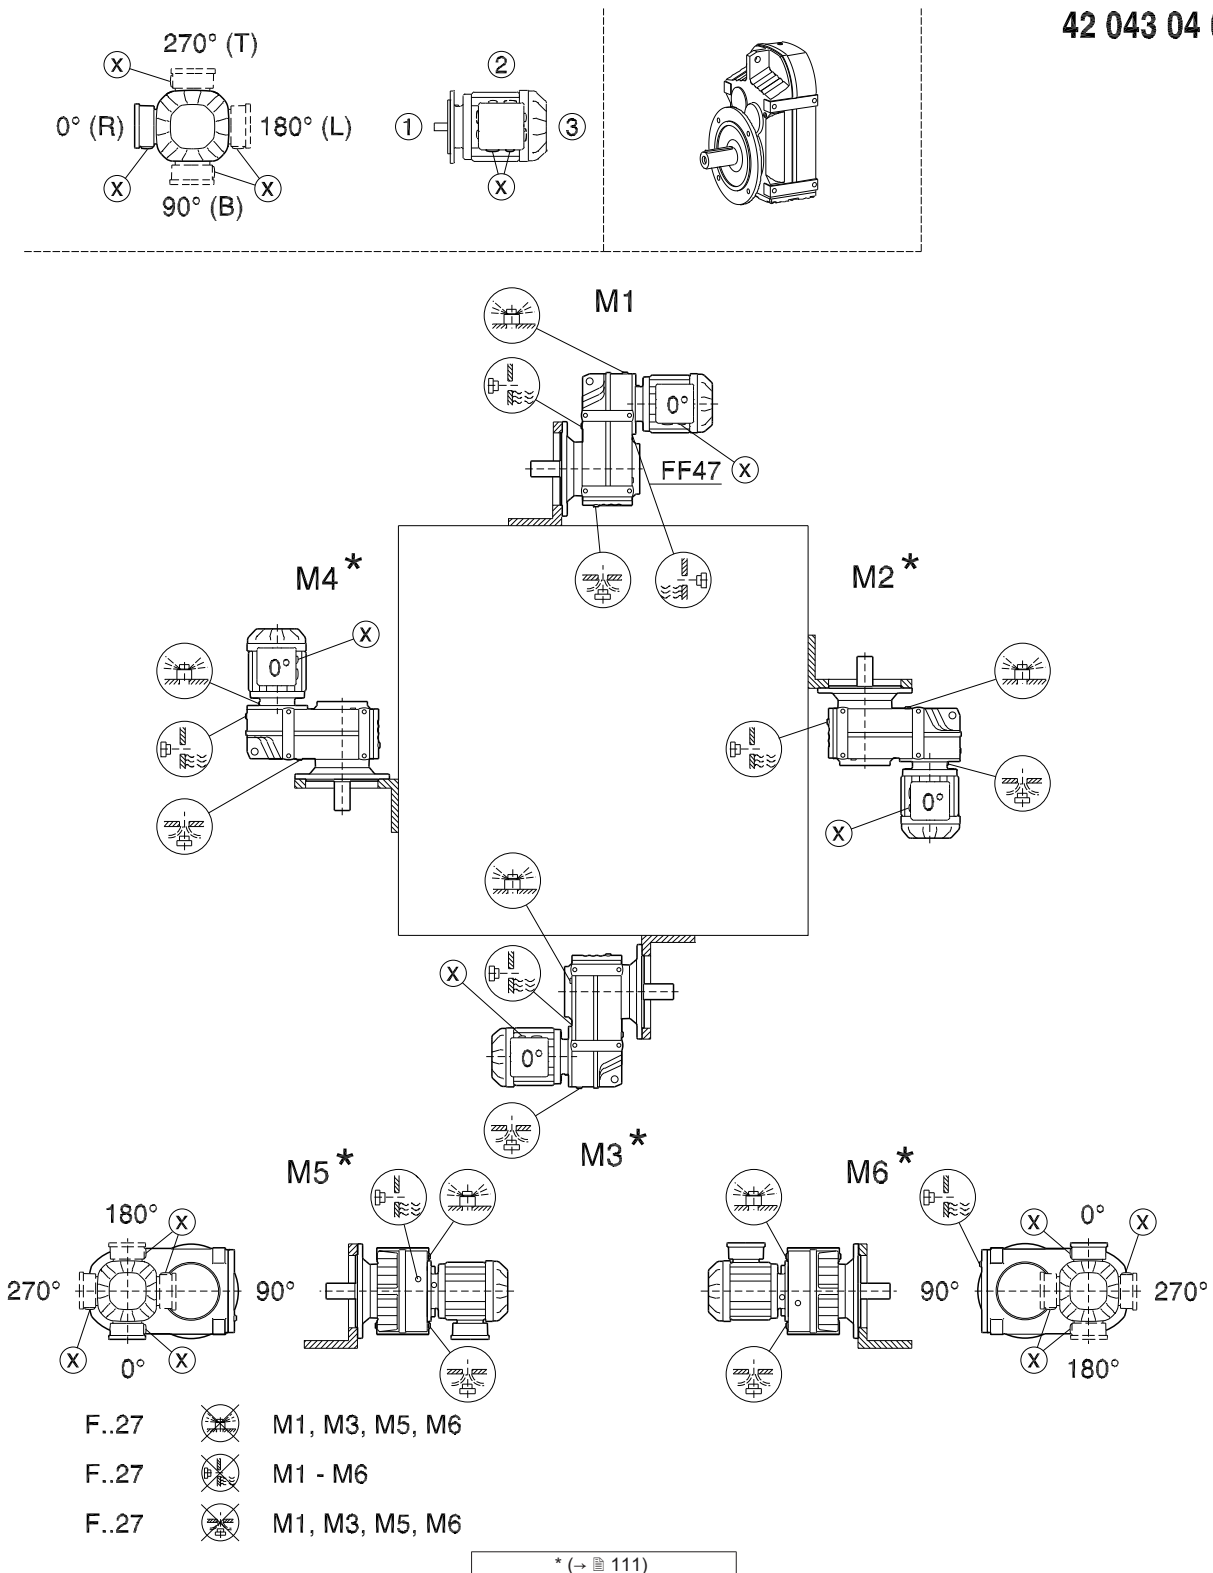 42 043 04
270° (T)
X
0° (R)
180° (L)
X
X
90° (B)
2
1
3
X
M1
0°
FF47
X
M4*
M2*
X
0°
0°
X
X
0°
M3*
M5*
M6*
180°
X
X
0°
X
270°
90°
90°
270°
X
X
0°
X
180°
F..27 M1, M3, M5, M6
F..27 M1 - M6
F..27 M1, M3, M5, M6
* (→ 111)